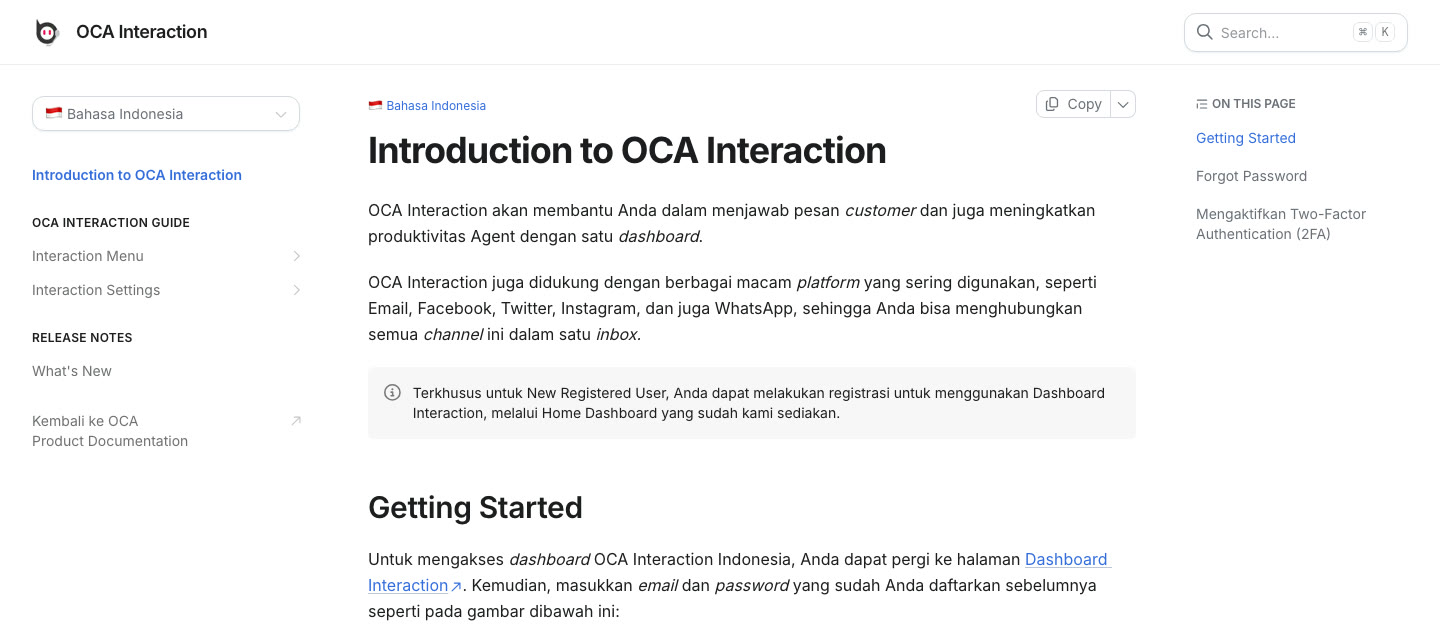 OCA Interaction
Search...
⌘ K
Bahasa Indonesia
Introduction to OCA Interaction
OCA INTERACTION GUIDE
Interaction Menu
Interaction Settings
RELEASE NOTES
What's New
Kembali ke OCA
Product Documentation
Bahasa Indonesia
Copy
Introduction to OCA Interaction
OCA Interaction akan membantu Anda dalam menjawab pesan customer dan juga meningkatkan
produktivitas Agent dengan satu dashboard.
OCA Interaction juga didukung dengan berbagai macam platform yang sering digunakan, seperti
Email, Facebook, Twitter, Instagram, dan juga WhatsApp, sehingga Anda bisa menghubungkan
semua channel ini dalam satu inbox.
Terkhusus untuk New Registered User, Anda dapat melakukan registrasi untuk menggunakan Dashboard
Interaction, melalui Home Dashboard yang sudah kami sediakan.
Getting Started
Untuk mengakses dashboard OCA Interaction Indonesia, Anda dapat pergi ke halaman Dashboard
Interaction. Kemudian, masukkan email dan password yang sudah Anda daftarkan sebelumnya
seperti pada gambar dibawah ini:
ON THIS PAGE
Getting Started
Forgot Password
Mengaktifkan Two-Factor
Authentication (2FA)